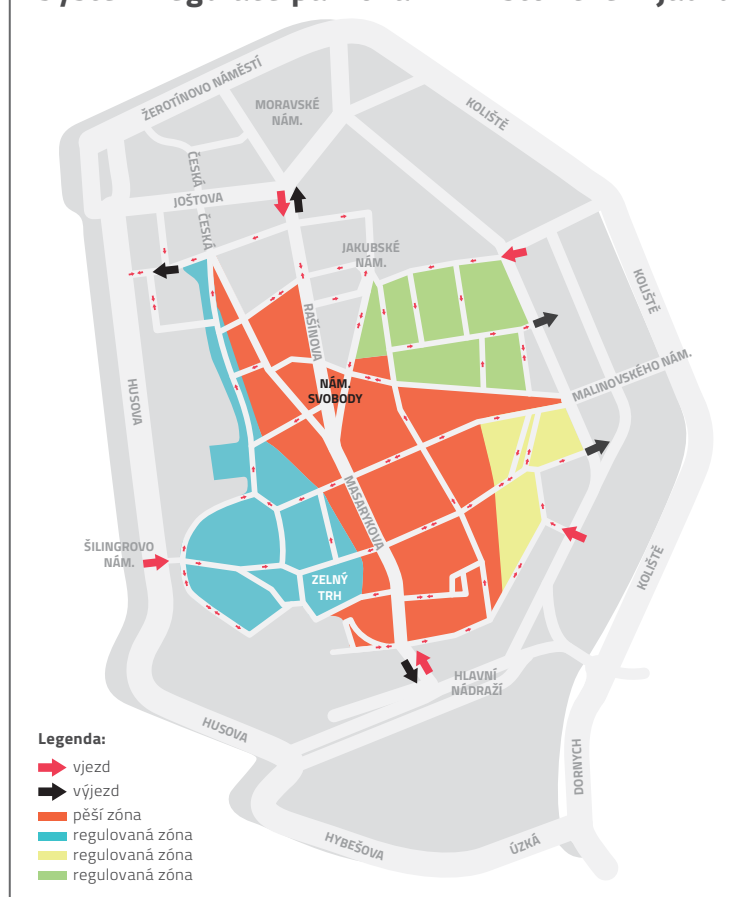 ŽEROTÍNOVO NÁMĚSTÍ
MORAVSKÉ
NÁM.
KOLIŠTĚ
ČESKÁ
JOŠTOVA
ČESKÁ
JAKUBSKÉ
NÁM.
KOLIŠTĚ
RAŠÍNOVA
MALINOVSKÉHO NÁM.
HUSOVA
NÁM.
SVOBODY
MASARYKOVA
ŠILINGROVO
NÁM.
KOLIŠTĚ
ZELNÝ
TRH
HLAVNÍ
NÁDRAŽÍ
HUSOVA
DORNYCH
HYBEŠOVA
ÚZKÁ
Legenda:
vjezd
výjezd
pěší zóna
regulovaná zóna
regulovaná zóna
regulovaná zóna